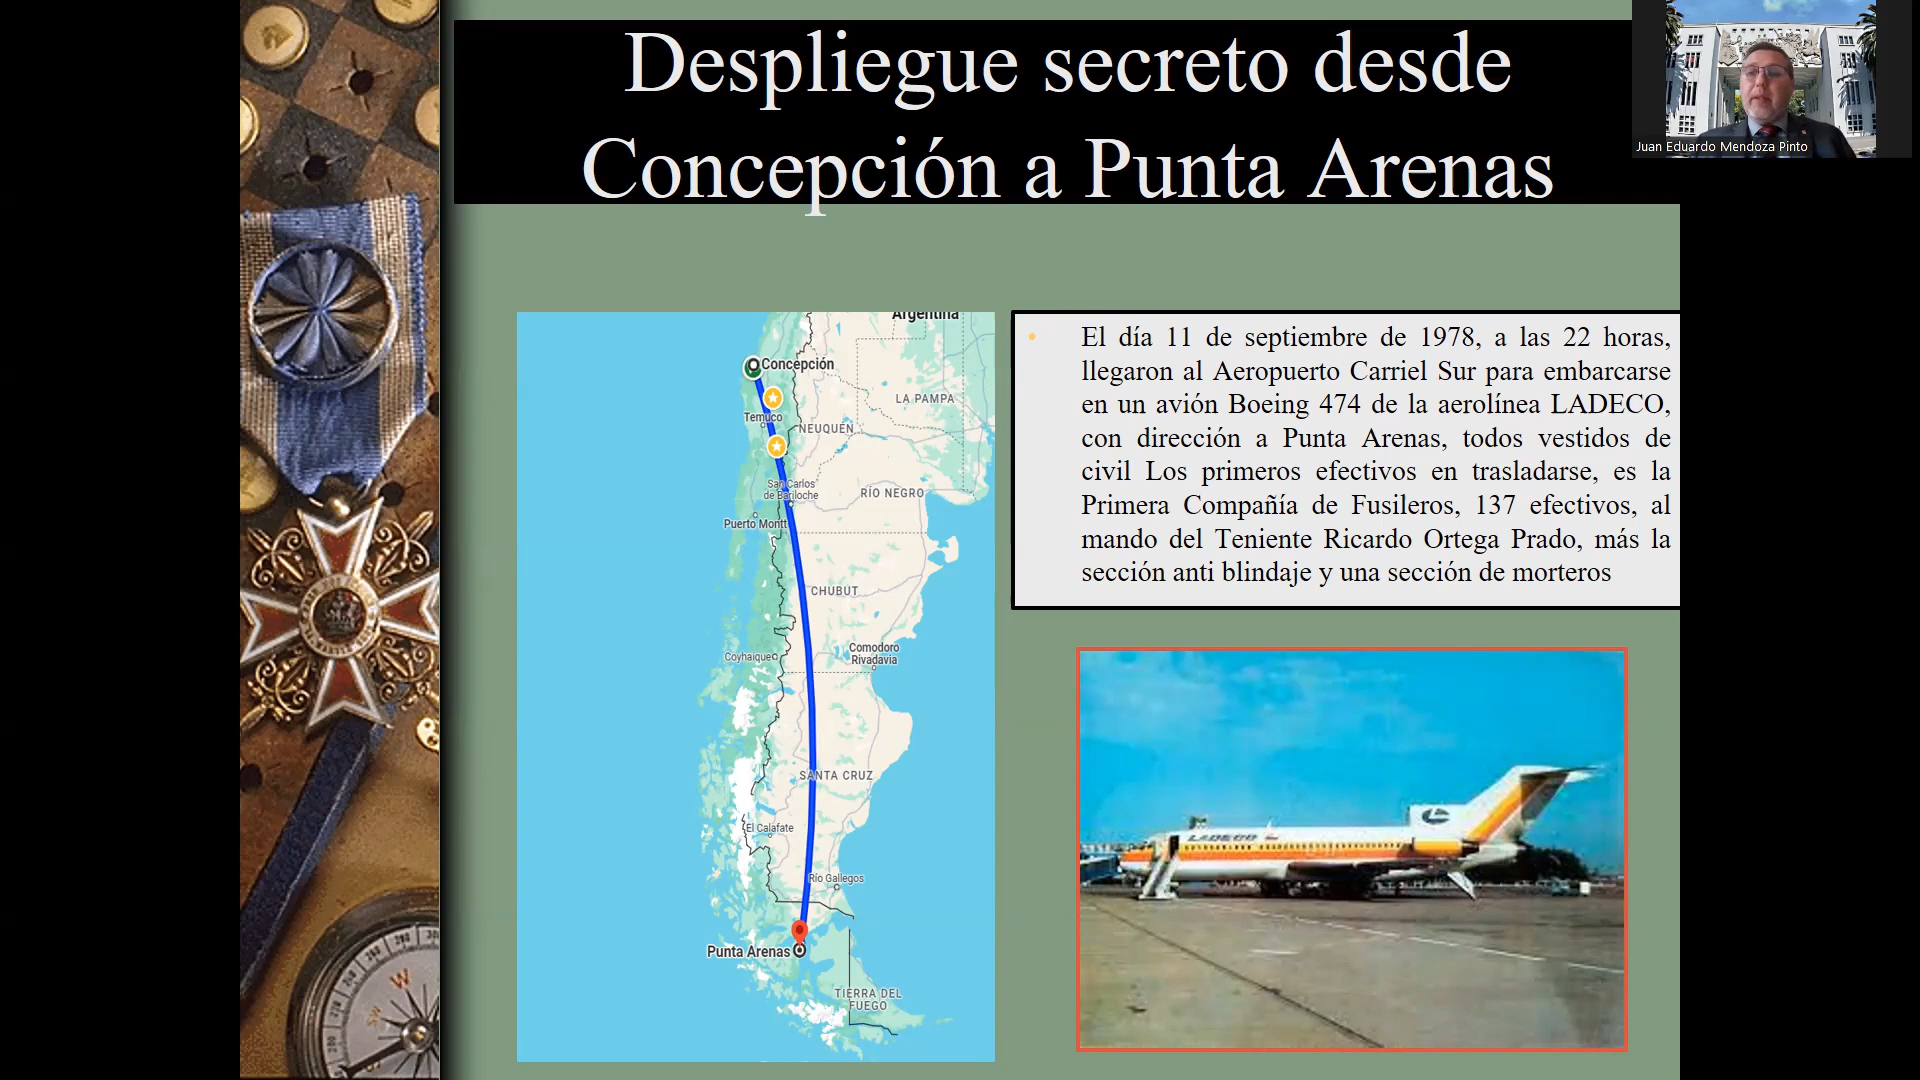 Despliegue secreto desde
Concepción a Punta Arenas
Juan Eduardo Mendoza Pinto
Argentina
Concepción
LA PAMPA
Temuco
NEUQUÉN
San Carlos
de Bariloche
RÍO NEGRO
Puerto Montt
CHUBUT
Comodoro
Rivadavia
Coyhaique
SANTA CRUZ
El Calafate
Río Gallegos
Punta Arenas
TIERRA DEL
FUEGO
• El día 11 de septiembre de 1978, a las 22 horas,
llegaron al Aeropuerto Carriel Sur para embarcarse
en un avión Boeing 474 de la aerolínea LADECO,
con dirección a Punta Arenas, todos vestidos de
civil Los primeros efectivos en trasladarse, es la
Primera Compañía de Fusileros, 137 efectivos, al
mando del Teniente Ricardo Ortega Prado, más la
sección anti blindaje y una sección de morteros
LADECO
W
SW